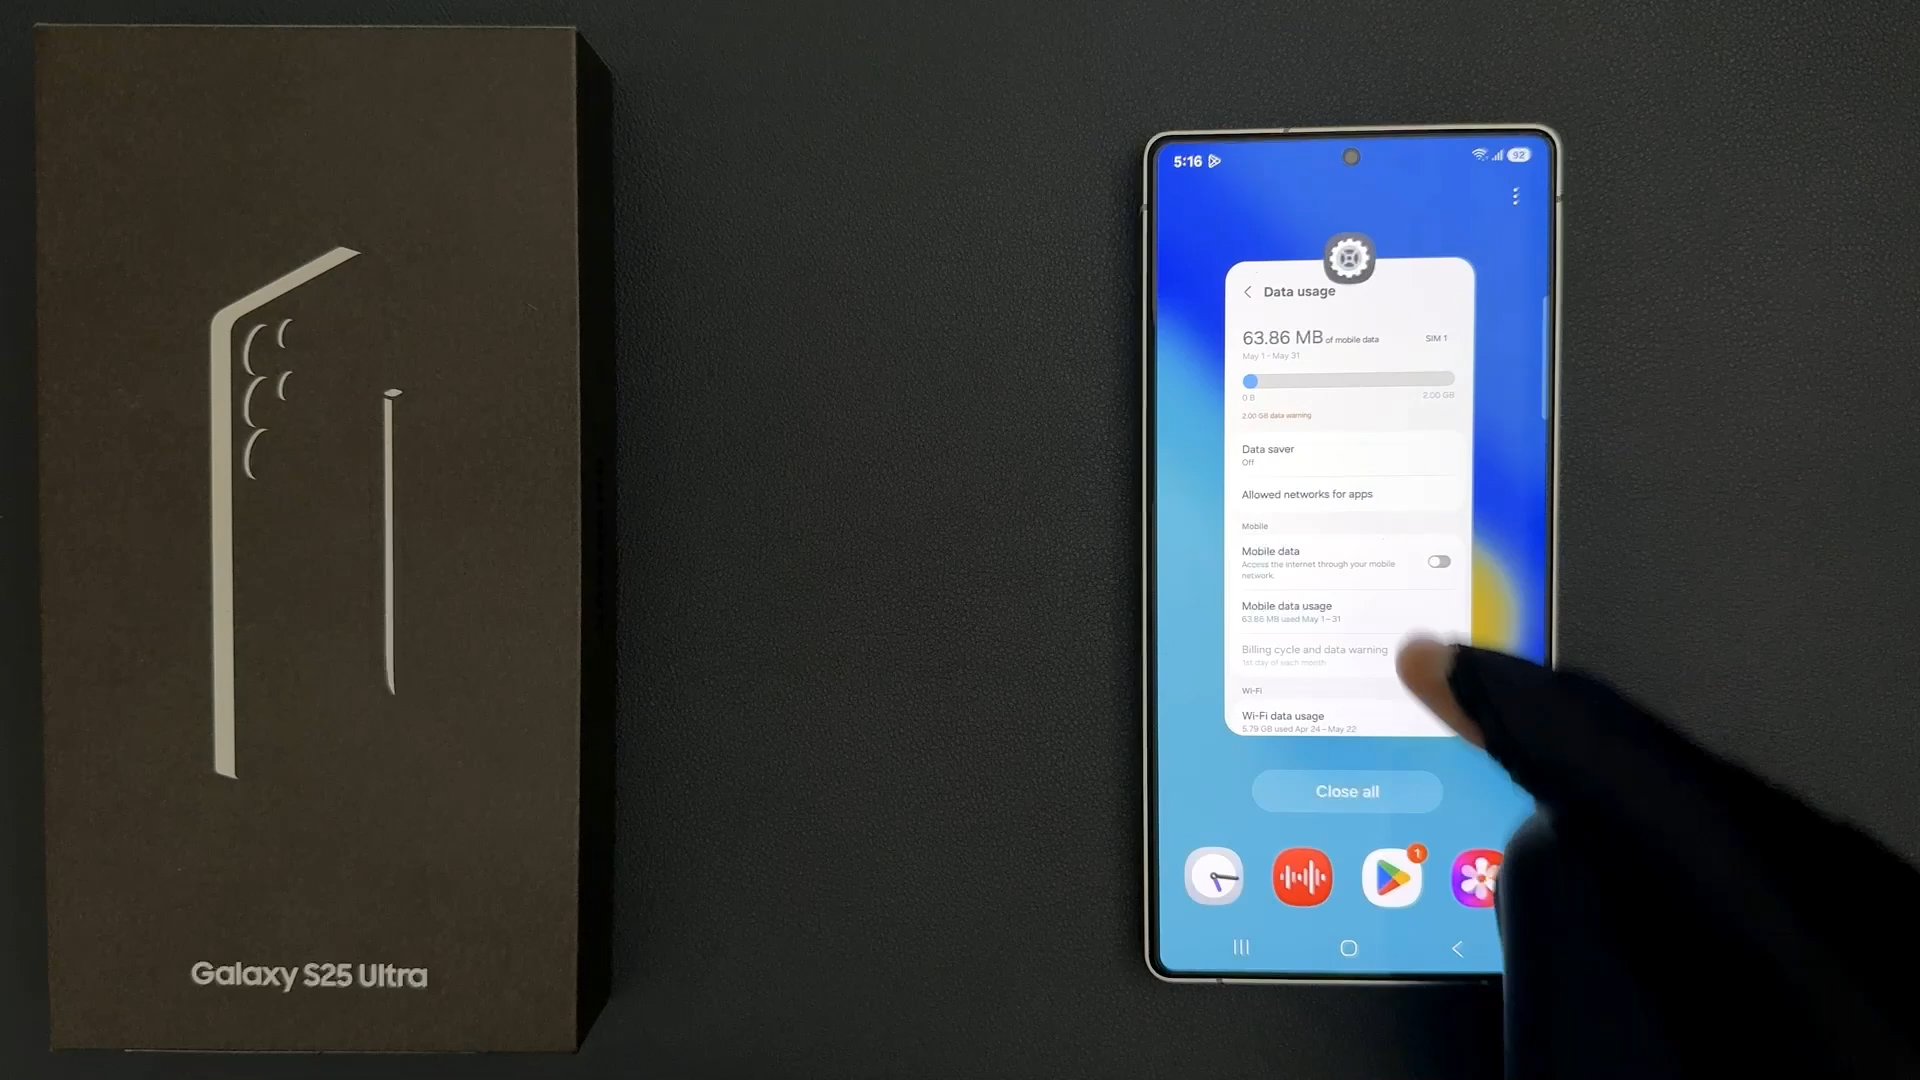 Galaxy S25 Ultra
5:16
92
Data usage
63.86 MB of mobile data
SIM 1
May 1 – May 31
0 B
2.00 GB
2.00 GB data warning
Data saver
Off
Allowed networks for apps
Mobile
Mobile data
Access the internet through your mobile
network.
Mobile data usage
63.86 MB used May 1 – 31
Billing cycle and data warning
1st day of each month
Wi-Fi
Wi-Fi data usage
5.79 GB used Apr 24 – May 22
Close all
1